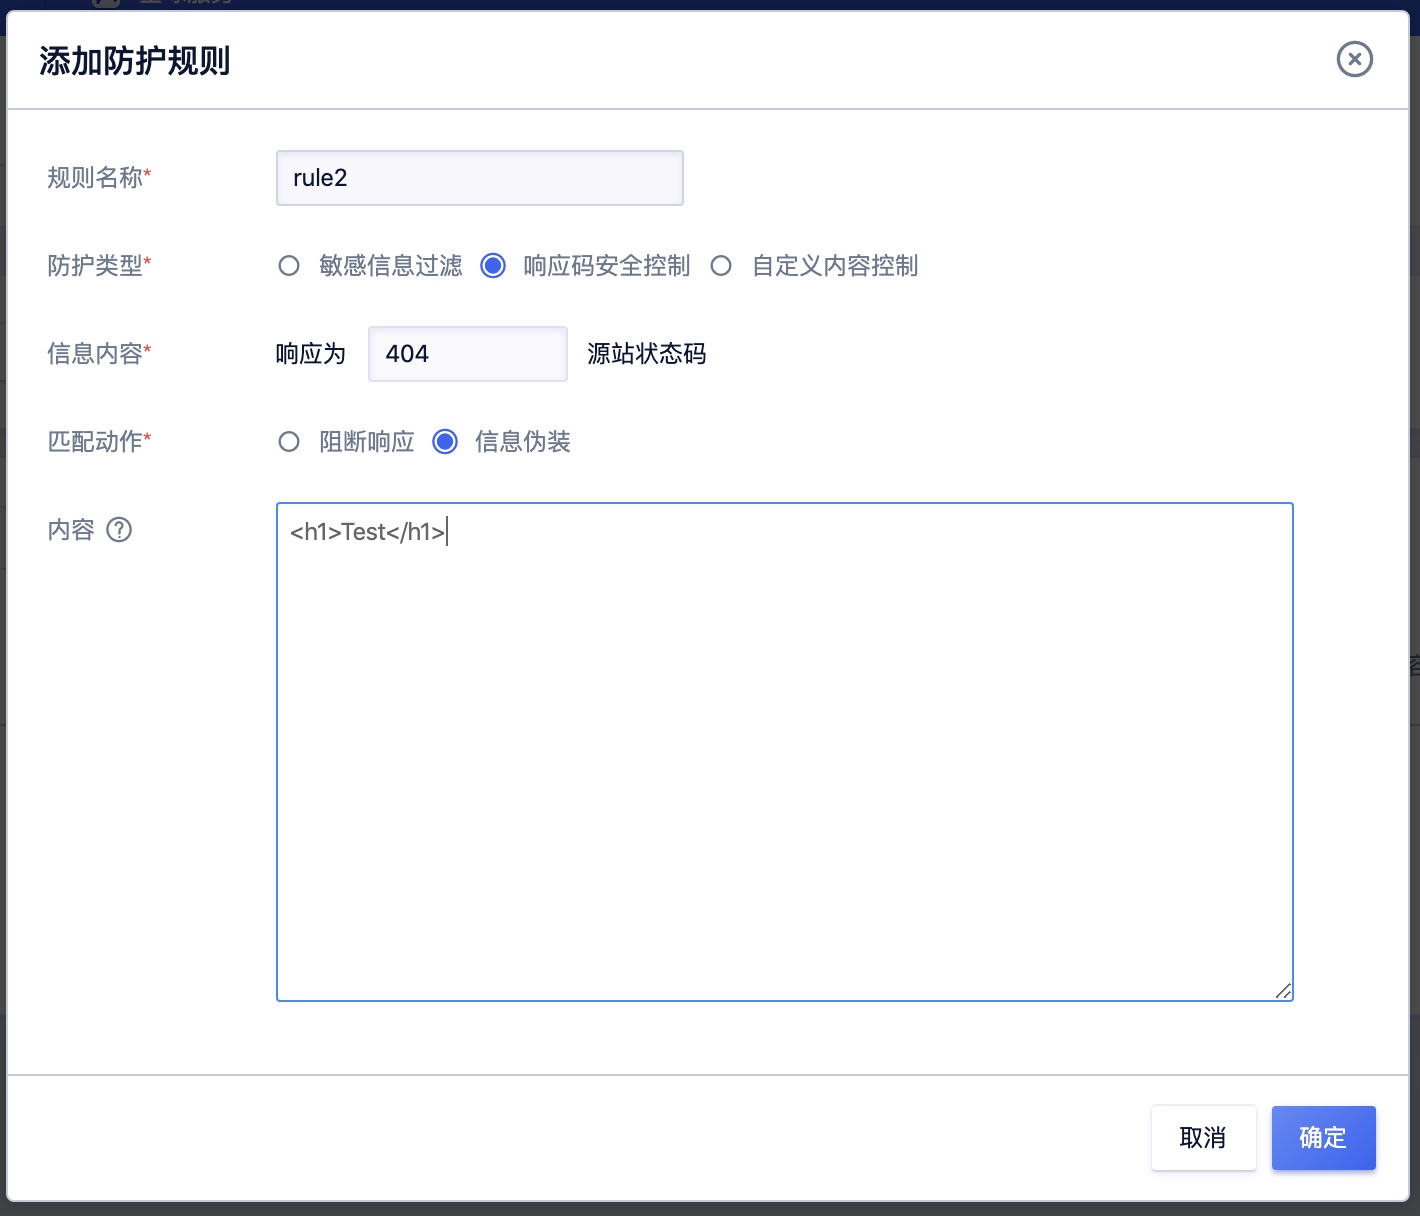 添加防护规则
规则名称*
rule2
防护类型*
敏感信息过滤 响应码安全控制 自定义内容控制
信息内容*
响应为 404 源站状态码
匹配动作*
阻断响应 信息伪装
内容 ?
<h1>Test</h1>
取消 确定